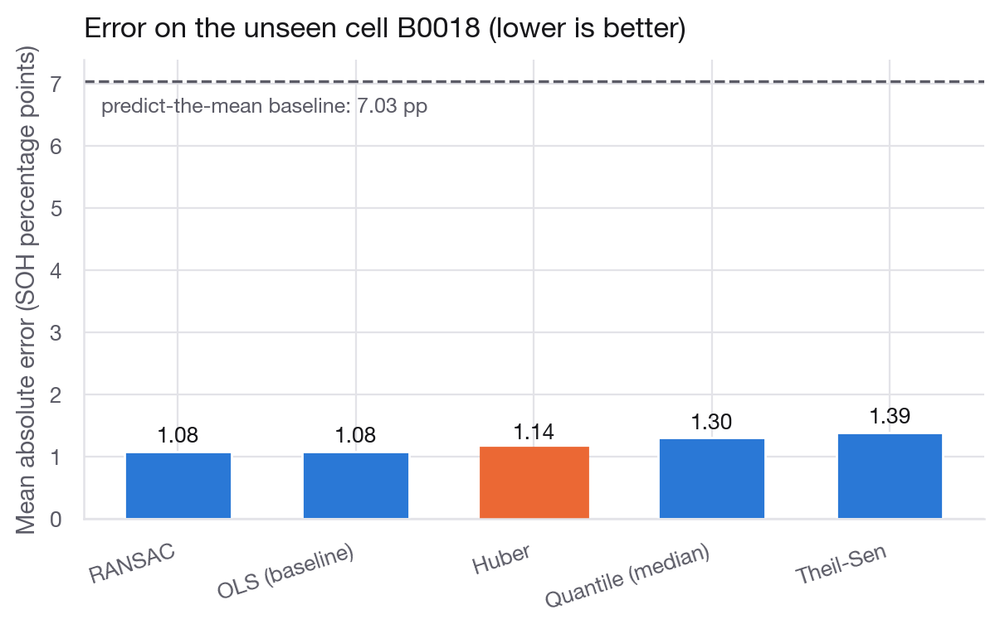 Error on the unseen cell B0018 (lower is better)
Mean absolute error (SOH percentage points)
7
predict-the-mean baseline: 7.03 pp
6
5
4
3
2
1
0
1.08
1.08
1.14
1.30
1.39
RANSAC
OLS (baseline)
Huber
Quantile (median)
Theil-Sen